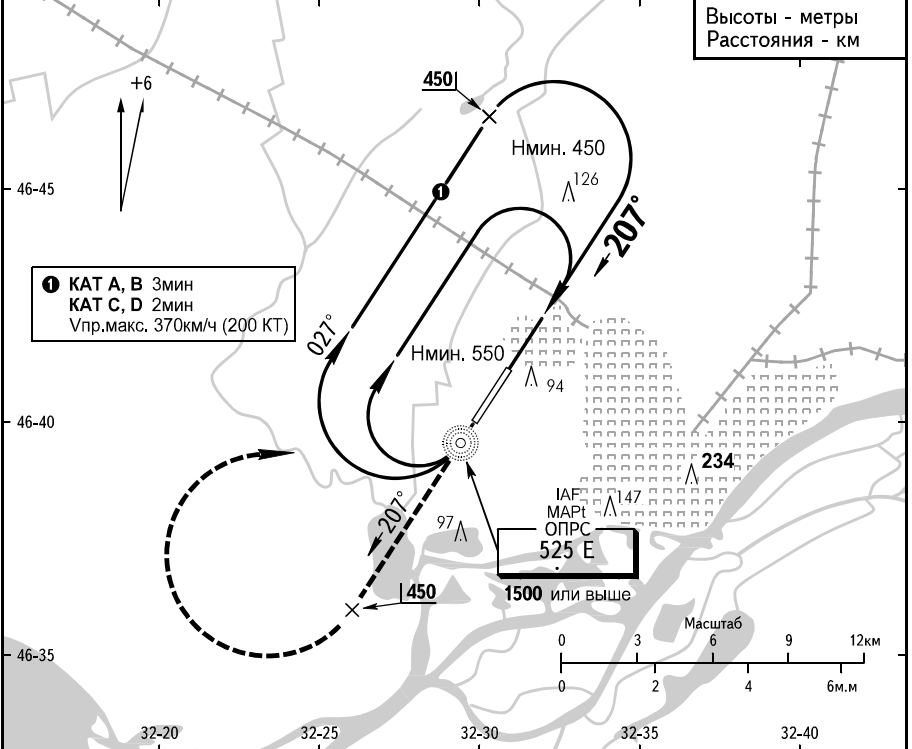 Высоты - метры
Расстояния - км
+6
450
Нмин. 450
126
46-45
207°
❶ КАТ A, B 3мин
КАТ C, D 2мин
Vпр.макс. 370км/ч (200 КТ)
1
027°
Нмин. 550
94
46-40
234
207°
97
147
IAF
MAPt
ОПРС
525 E
·
1500 или выше
450
Масштаб
0 3 6 9 12км
0 2 4 6м.м
46-35
32-20 32-25 32-30 32-35 32-40